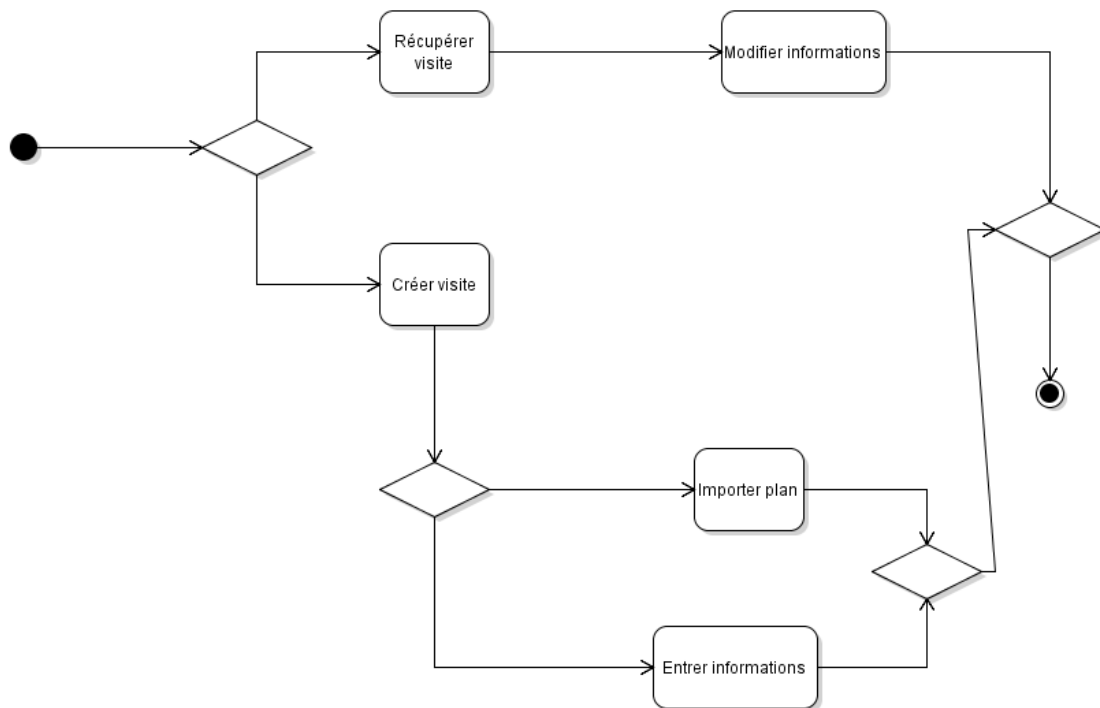 Récupérer
visite
Modifier informations
Créer visite
Importer plan
Entrer informations